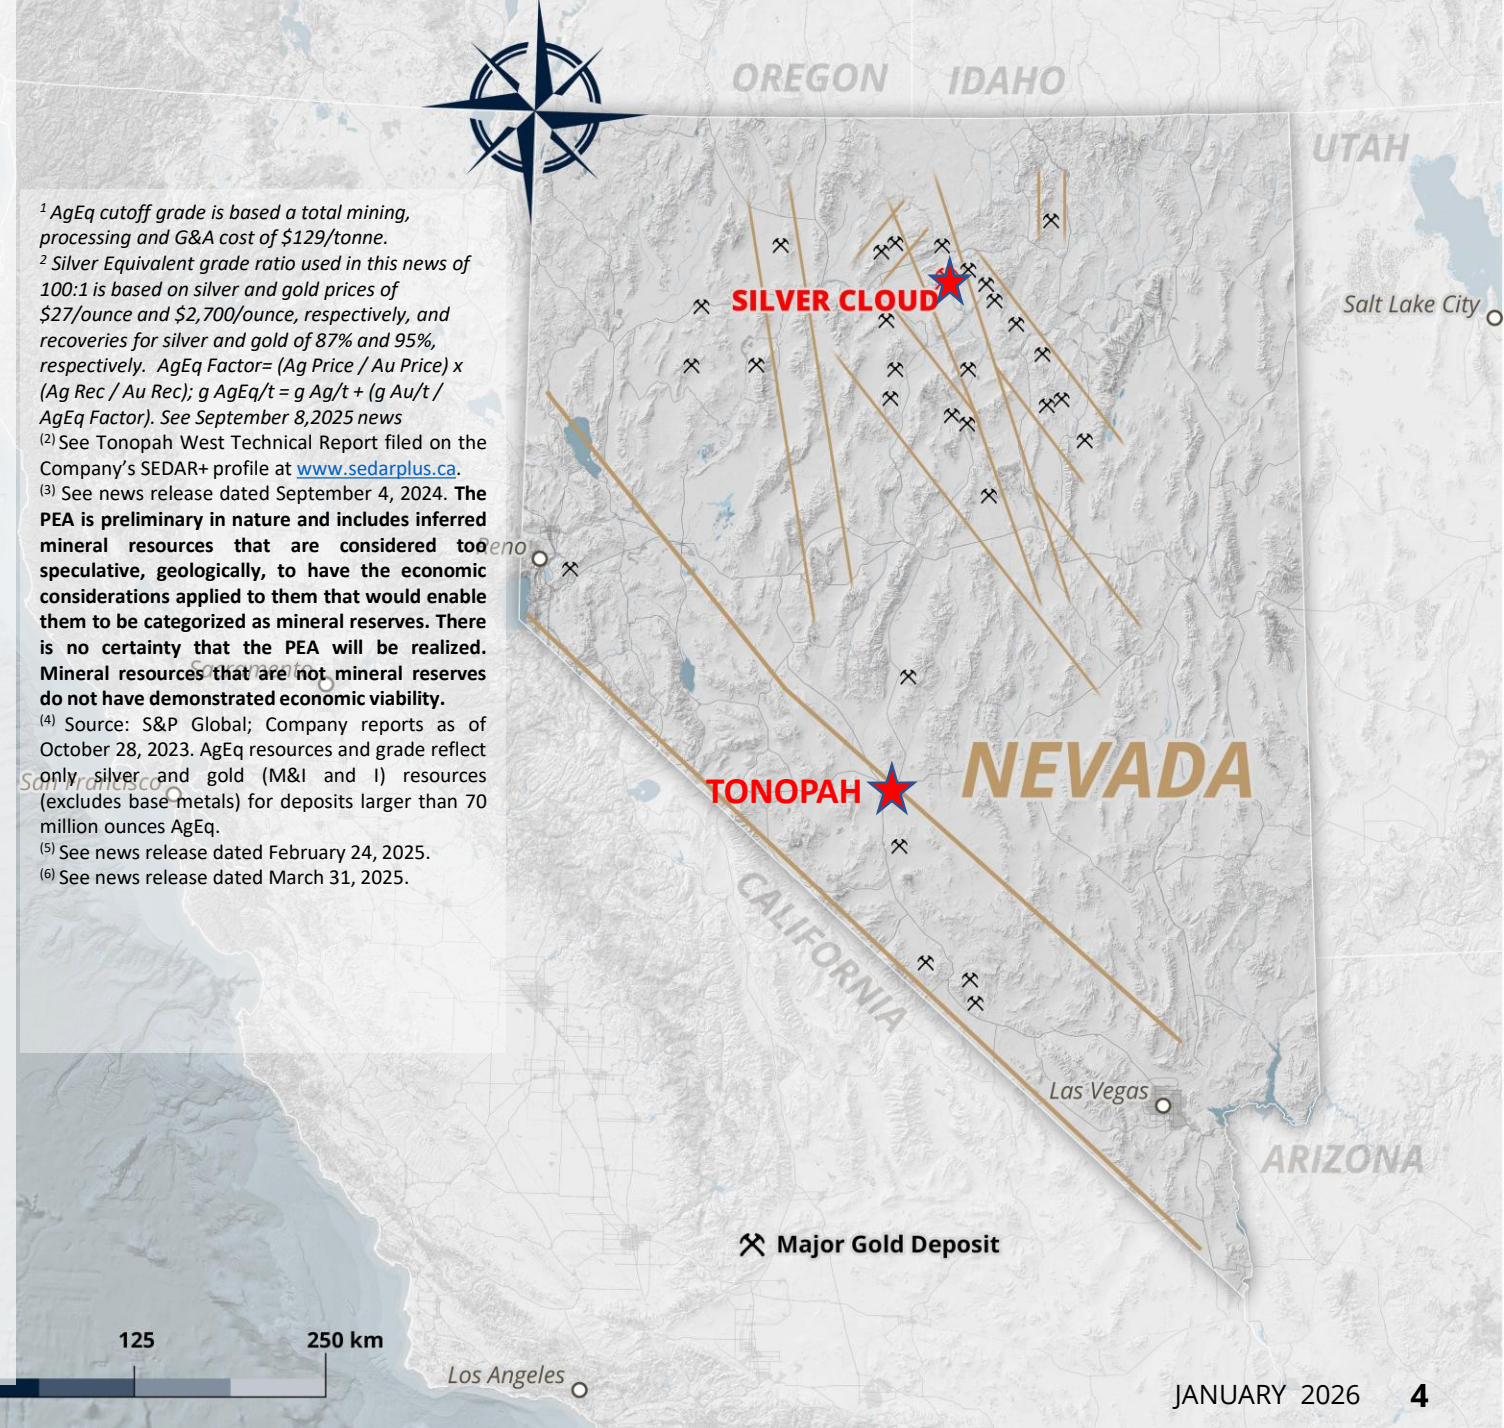 OREGON IDAHO
UTAH
¹ AgEq cutoff grade is based a total mining,
processing and G&A cost of $129/tonne.
² Silver Equivalent grade ratio used in this news of
100:1 is based on silver and gold prices of
$27/ounce and $2,700/ounce, respectively, and
recoveries for silver and gold of 87% and 95%,
respectively. AgEq Factor= (Ag Price / Au Price) x
(Ag Rec / Au Rec); g AgEq/t = g Ag/t + (g Au/t /
AgEq Factor). See September 8,2025 news
(2) See Tonopah West Technical Report filed on the
Company's SEDAR+ profile at www.sedarplus.ca.
(3) See news release dated September 4, 2024. The
PEA is preliminary in nature and includes inferred
mineral resources that are considered too
speculative, geologically, to have the economic
considerations applied to them that would enable
them to be categorized as mineral reserves. There
is no certainty that the PEA will be realized.
Mineral resources that are not mineral reserves
do not have demonstrated economic viability.
(4) Source: S&P Global; Company reports as of
October 28, 2023. AgEq resources and grade reflect
only silver and gold (M&I and I) resources
(excludes base metals) for deposits larger than 70
million ounces AgEq.
(5) See news release dated February 24, 2025.
(6) See news release dated March 31, 2025.
SILVER CLOUD
Salt Lake City
Reno
Sacramento
San Francisco
NEVADA
TONOPAH
CALIFORNIA
Las Vegas
ARIZONA
Major Gold Deposit
125 250 km
Los Angeles
JANUARY 2026 4